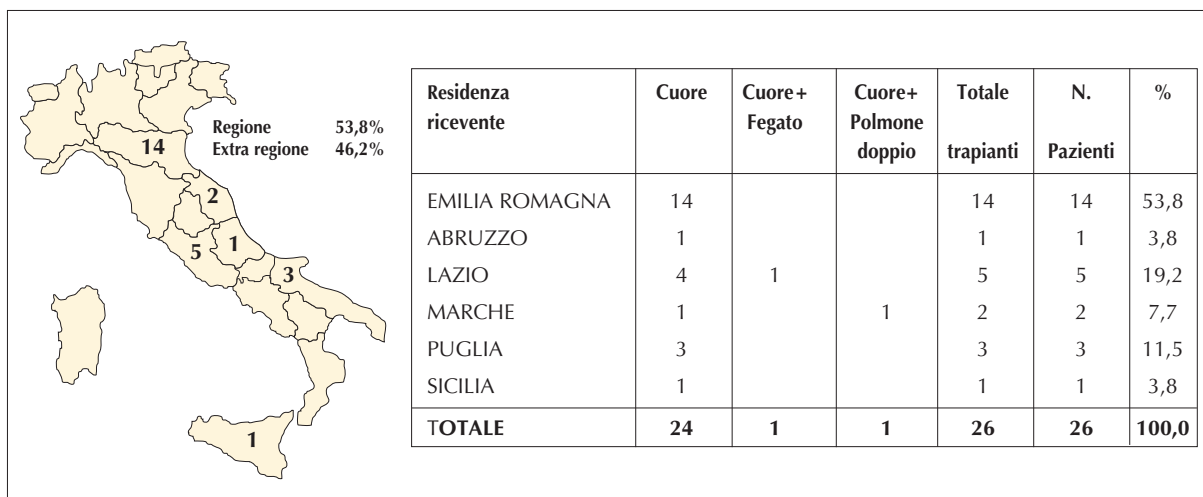 Regione 53,8%
Extra regione 46,2%
14
2
5
1
3
1
Residenza ricevente Cuore Cuore+ Fegato Cuore+ Polmone doppio Totale trapianti N. Pazienti %
EMILIA ROMAGNA 14 14 14 53,8
ABRUZZO 1 1 1 3,8
LAZIO 4 1 5 5 19,2
MARCHE 1 1 2 2 7,7
PUGLIA 3 3 3 11,5
SICILIA 1 1 1 3,8
TOTALE 24 1 1 26 26 100,0